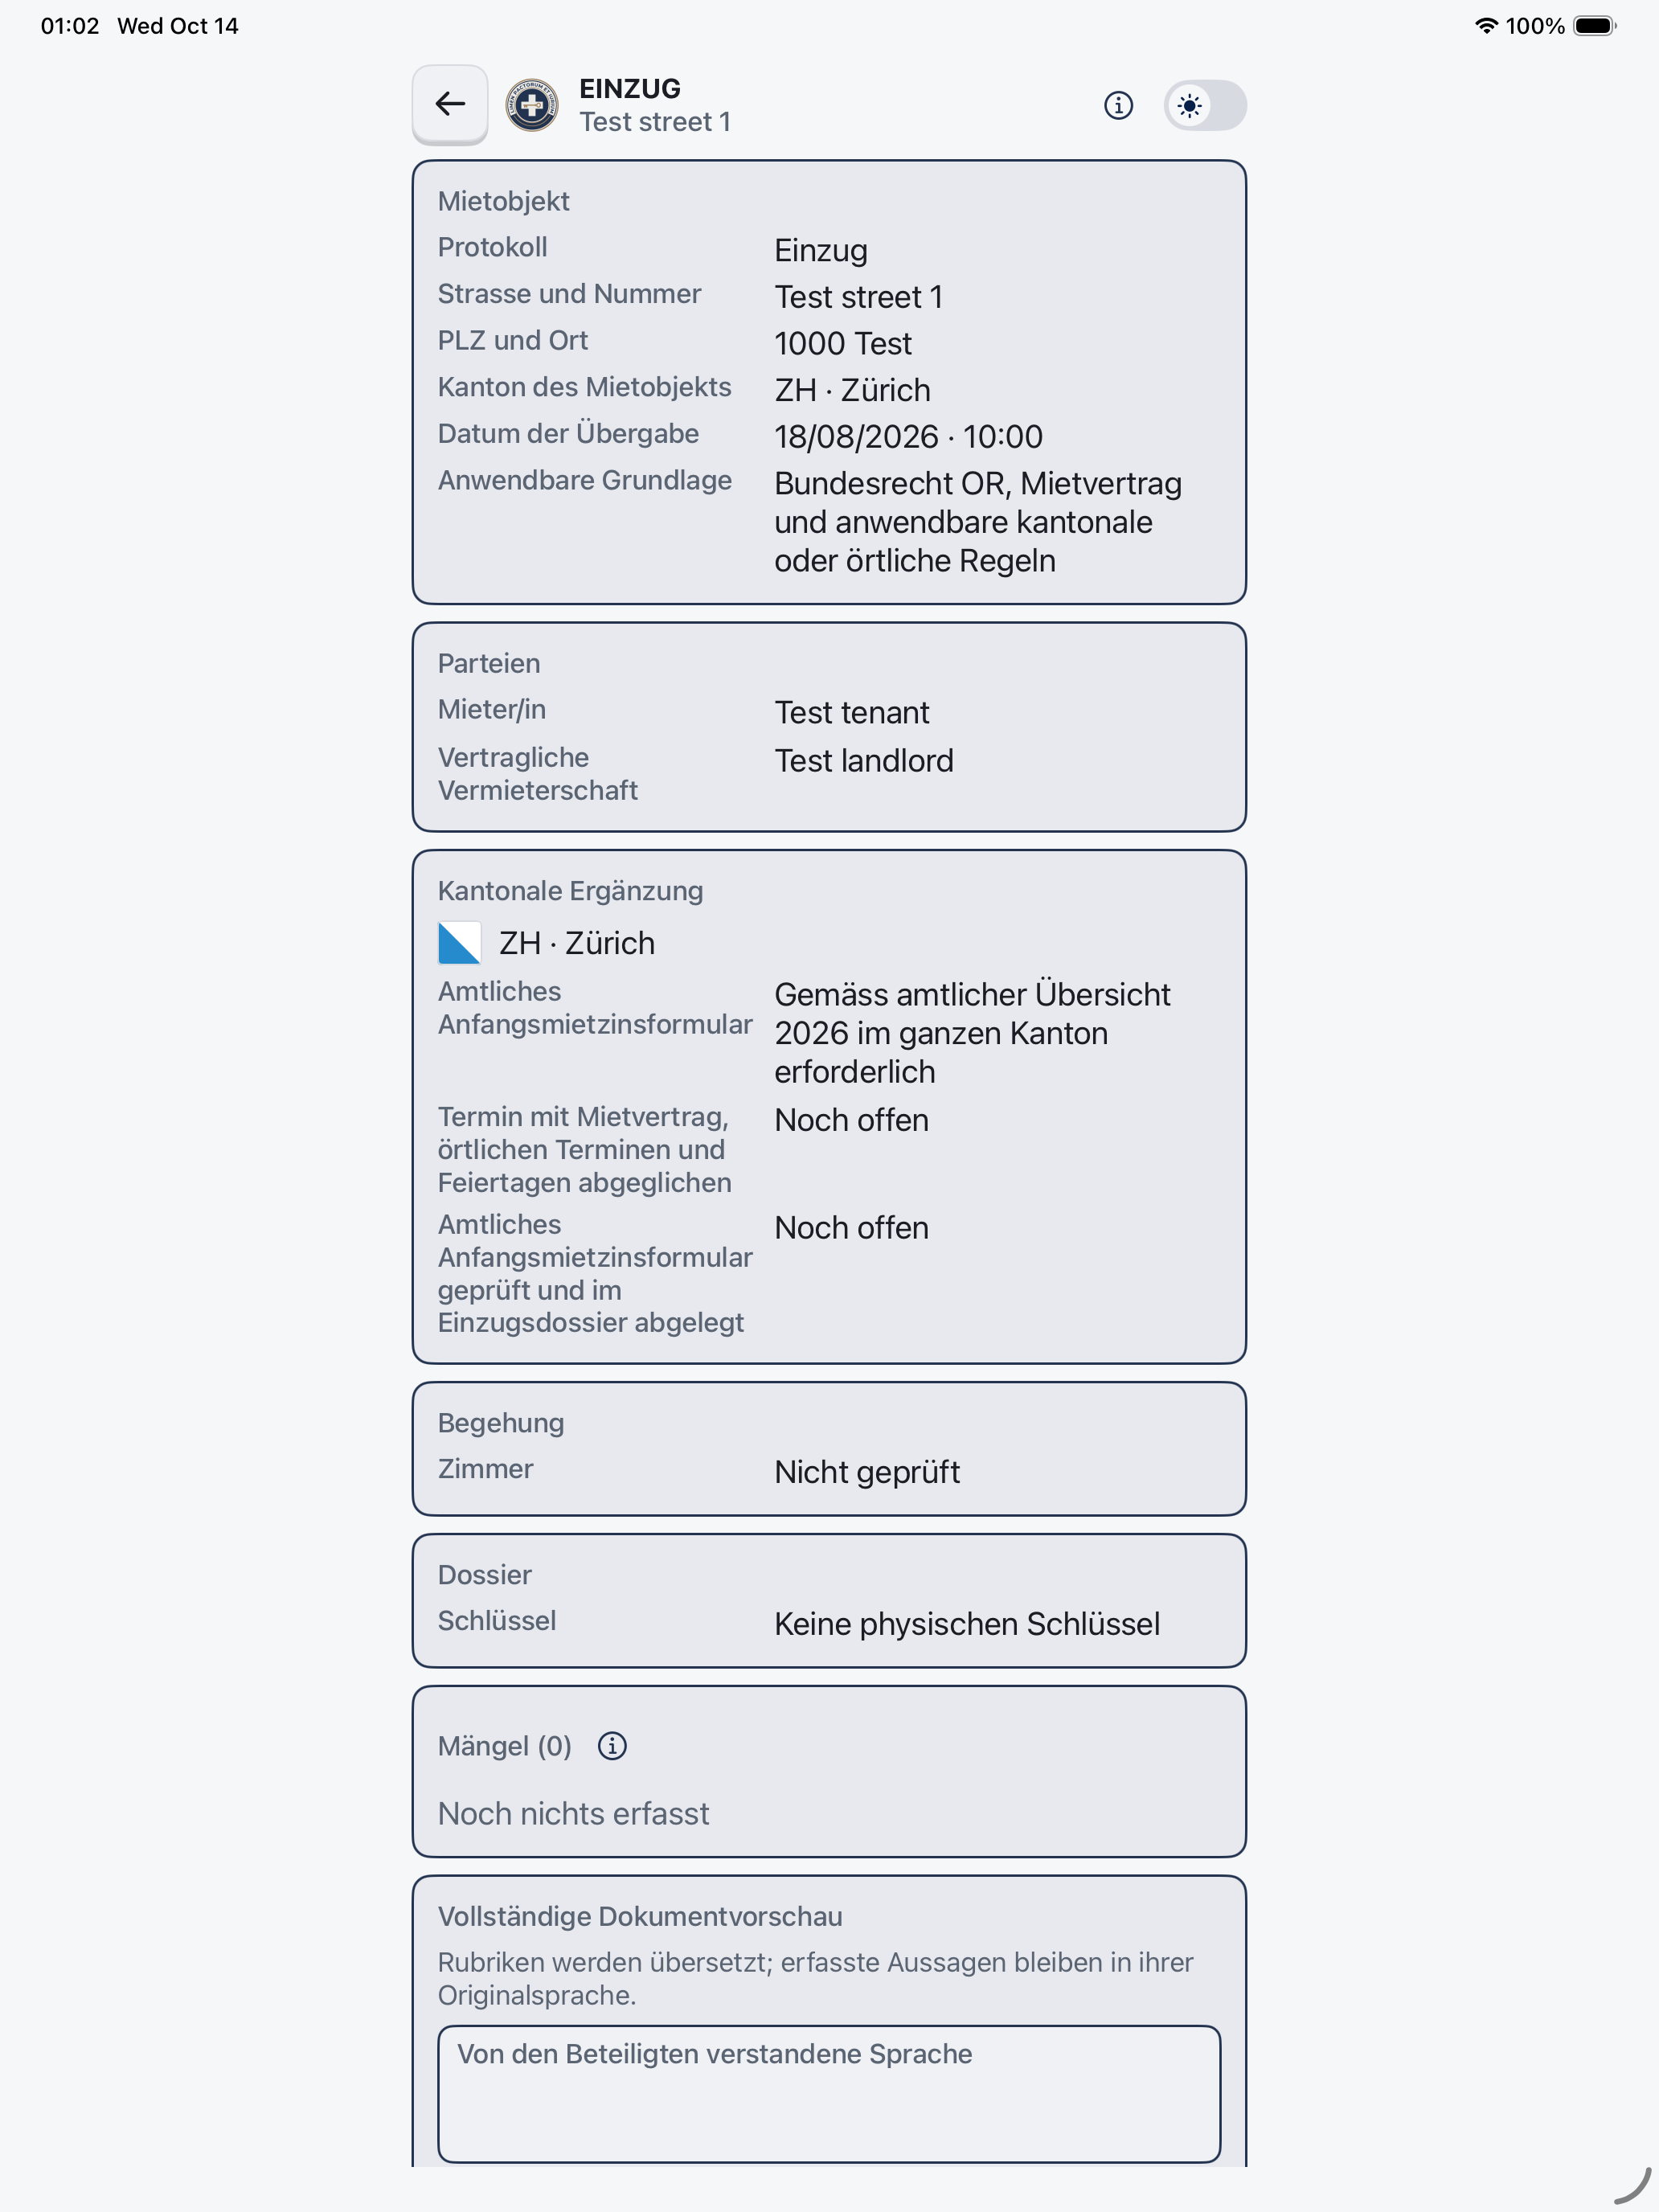 01:02 Wed Oct 14
100%
EINZUG
Test street 1
Mietobjekt
Protokoll Einzug
Strasse und Nummer Test street 1
PLZ und Ort 1000 Test
Kanton des Mietobjekts ZH · Zürich
Datum der Übergabe 18/08/2026 · 10:00
Anwendbare Grundlage Bundesrecht OR, Mietvertrag
und anwendbare kantonale
oder örtliche Regeln
Parteien
Mieter/in Test tenant
Vertragliche Test landlord
Vermieterschaft
Kantonale Ergänzung
ZH · Zürich
Amtliches Gemäss amtlicher Übersicht
Anfangsmietzinsformular 2026 im ganzen Kanton
erforderlich
Termin mit Mietvertrag, Noch offen
örtlichen Terminen und
Feiertagen abgeglichen
Amtliches Noch offen
Anfangsmietzinsformular
geprüft und im
Einzugsdossier abgelegt
Begehung
Zimmer Nicht geprüft
Dossier
Schlüssel Keine physischen Schlüssel
Mängel (0)
Noch nichts erfasst
Vollständige Dokumentvorschau
Rubriken werden übersetzt; erfasste Aussagen bleiben in ihrer
Originalsprache.
Von den Beteiligten verstandene Sprache